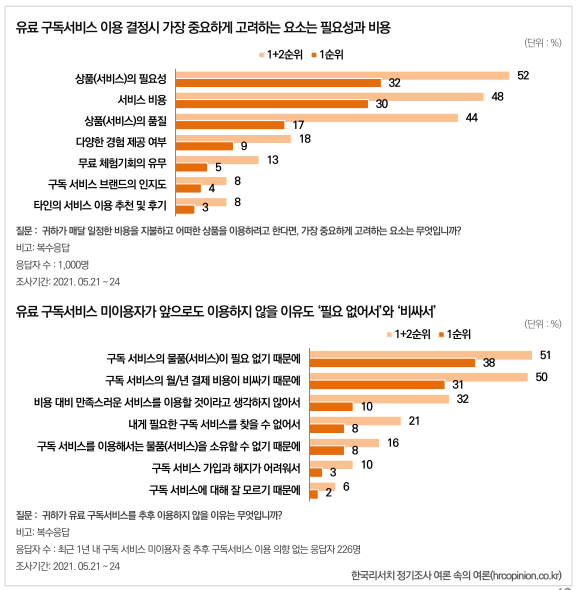 유료 구독서비스 이용 결정시 가장 중요하게 고려하는 요소는 필요성과 비용
(단위 : %)
1+2순위 1순위
상품(서비스)의 필요성 52 32
서비스 비용 48 30
상품(서비스)의 품질 44 17
다양한 경험 제공 여부 18 9
무료 체험기회의 유무 13 5
구독 서비스 브랜드의 인지도 8 4
타인의 서비스 이용 추천 및 후기 8 3
질문 : 귀하가 매달 일정한 비용을 지불하고 어떠한 상품을 이용하려고 한다면, 가장 중요하게 고려하는 요소는 무엇입니까?
비고: 복수응답
응답자 수 : 1,000명
조사기간: 2021. 05.21 ~ 24
유료 구독서비스 미이용자가 앞으로도 이용하지 않을 이유도 ‘필요 없어서’와 ‘비싸서’
(단위 : %)
1+2순위 1순위
구독 서비스의 물품(서비스)이 필요 없기 때문에 51 38
구독 서비스의 월/년 결제 비용이 비싸기 때문에 50 31
비용 대비 만족스러운 서비스를 이용할 것이라고 생각하지 않아서 32 10
내게 필요한 구독 서비스를 찾을 수 없어서 21 8
구독 서비스를 이용해서는 물품(서비스)을 소유할 수 없기 때문에 16 8
구독 서비스 가입과 해지가 어려워서 10 3
구독 서비스에 대해 잘 모르기 때문에 6 2
질문 : 귀하가 유료 구독서비스를 추후 이용하지 않을 이유는 무엇입니까?
비고: 복수응답
응답자 수 : 최근 1년 내 구독 서비스 미이용자 중 추후 구독서비스 이용 의향 없는 응답자 226명
조사기간: 2021. 05.21 ~ 24
한국리서치 정기조사 여론 속의 여론(hrcopinion.co.kr)